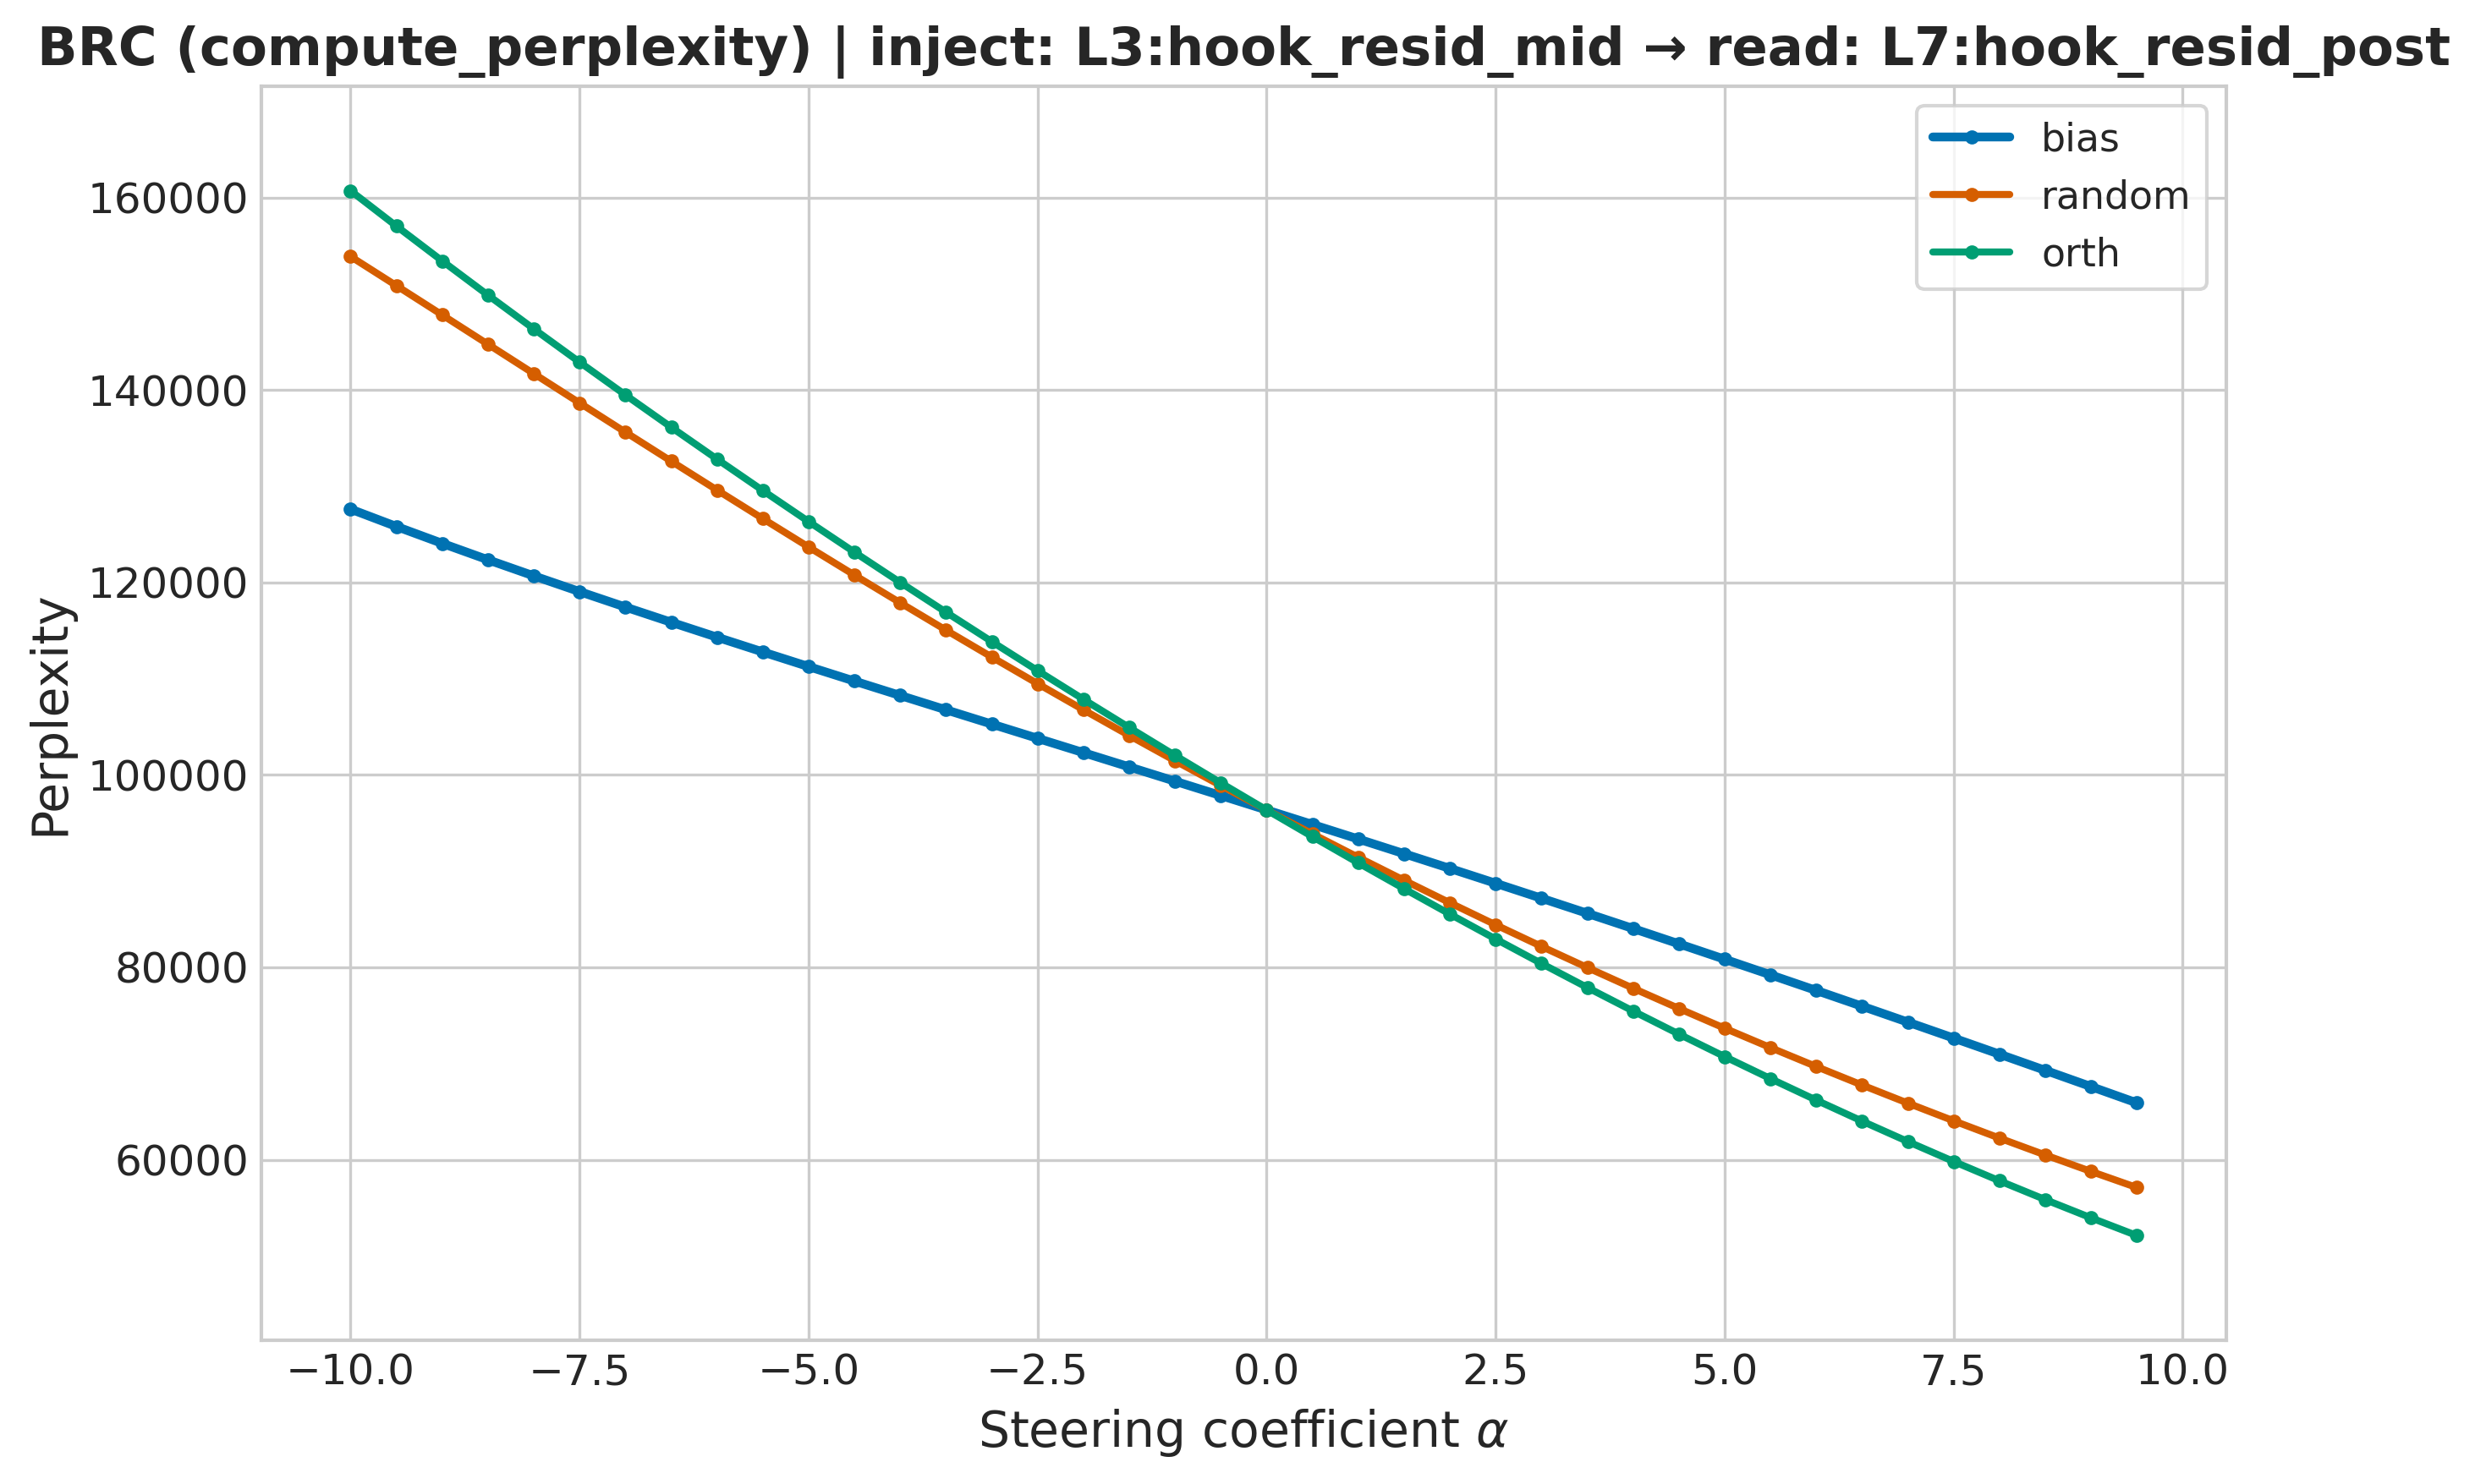 BRC (compute_perplexity) | inject: L3:hook_resid_mid → read: L7:hook_resid_post
bias
random
orth
160000
140000
120000
100000
80000
60000
Perplexity
−10.0 −7.5 −5.0 −2.5 0.0 2.5 5.0 7.5 10.0
Steering coefficient α